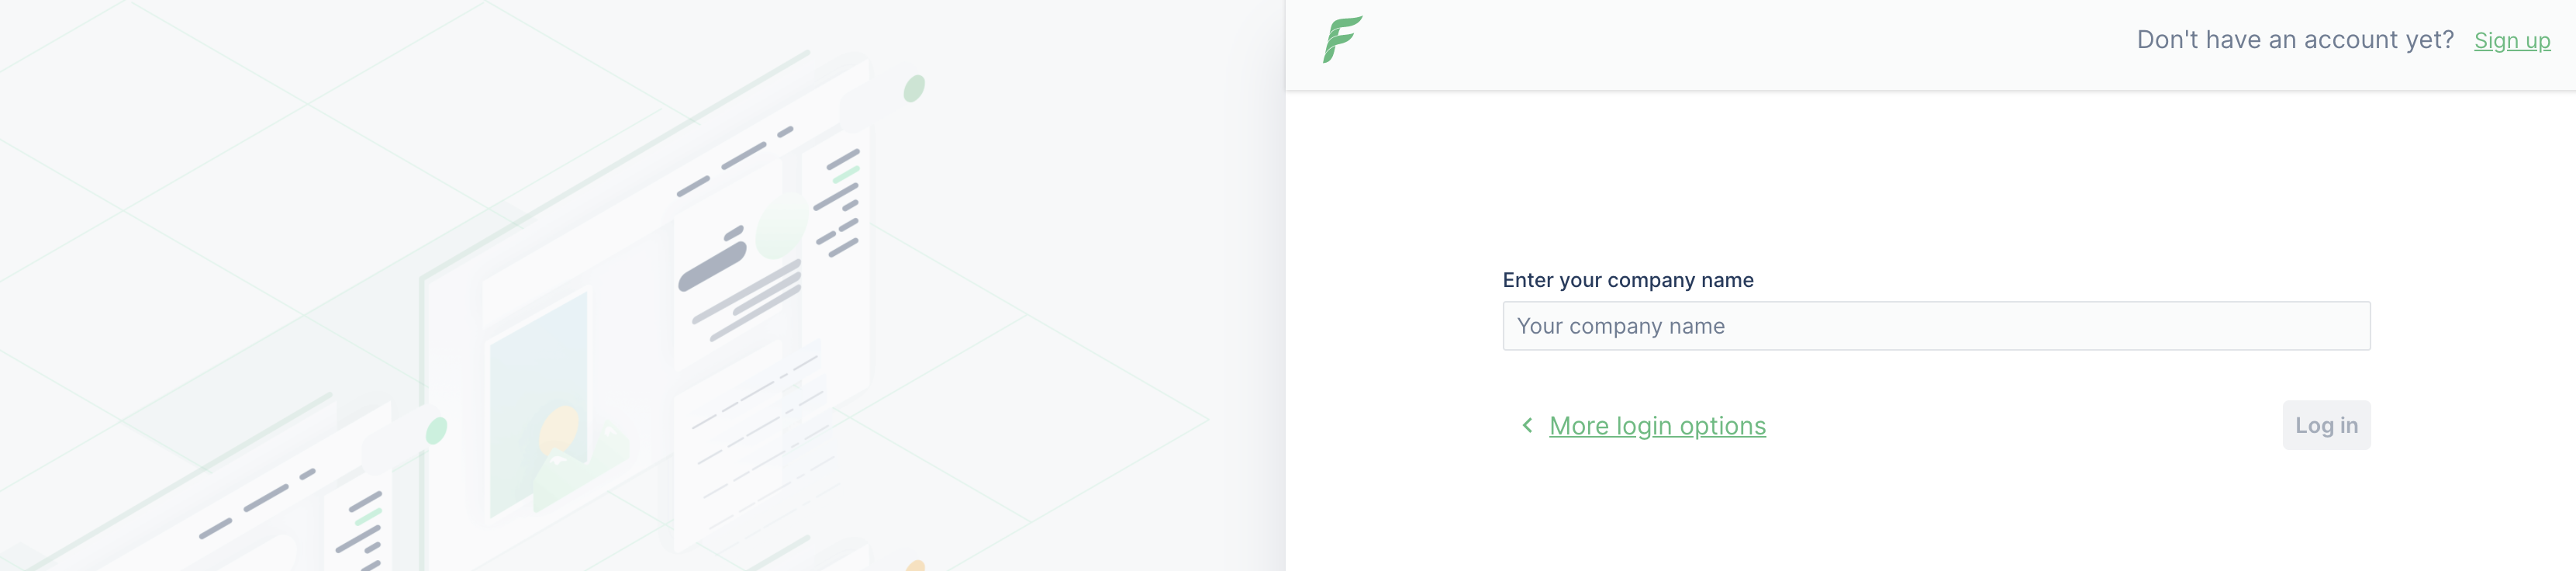 Don't have an account yet? Sign up
Enter your company name
Your company name
More login options
Log in